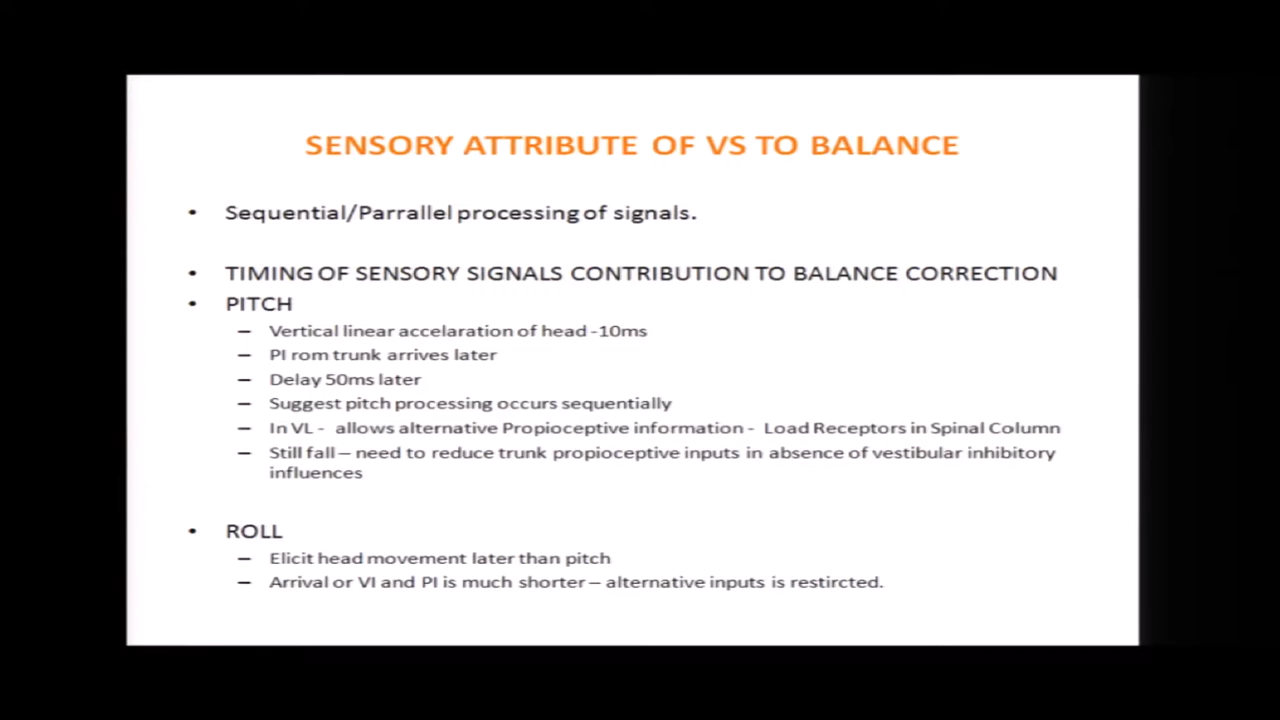 SENSORY ATTRIBUTE OF VS TO BALANCE
• Sequential/Parrallel processing of signals.
• TIMING OF SENSORY SIGNALS CONTRIBUTION TO BALANCE CORRECTION
• PITCH
– Vertical linear accelaration of head -10ms
– PI rom trunk arrives later
– Delay 50ms later
– Suggest pitch processing occurs sequentially
– In VL - allows alternative Propioceptive information - Load Receptors in Spinal Column
– Still fall – need to reduce trunk propioceptive inputs in absence of vestibular inhibitory
influences
• ROLL
– Elicit head movement later than pitch
– Arrival or VI and PI is much shorter – alternative inputs is restircted.